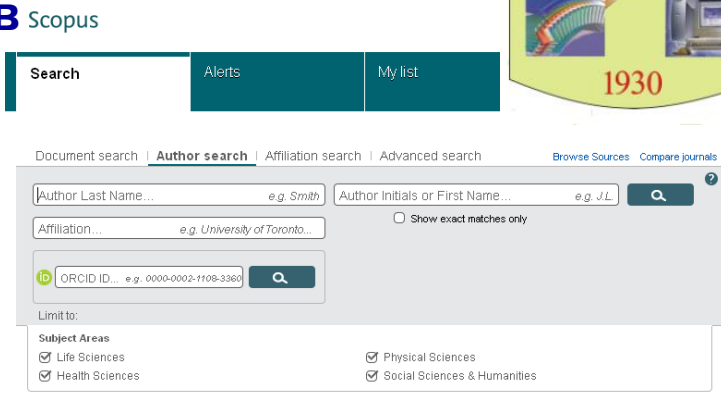 В Scopus
1930
Search Alerts My list
Document search | Author search | Affiliation search | Advanced search Browse Sources Compare journals
?
Author Last Name... e.g. Smith Author Initials or First Name... e.g. J.L.
Show exact matches only
Affiliation... e.g. University of Toronto...
iD ORCID ID... e.g. 0000-0002-1108-3360
Limit to:
Subject Areas
Life Sciences Physical Sciences
Health Sciences Social Sciences & Humanities